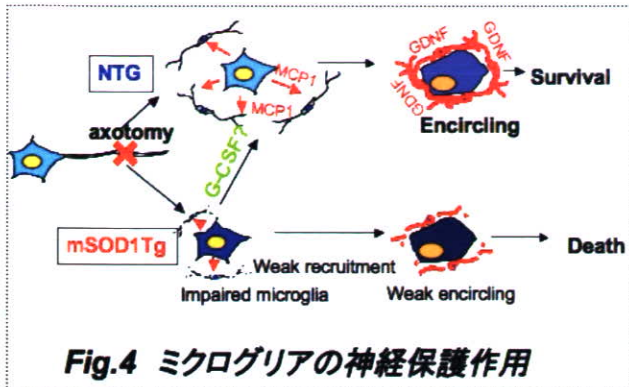 NTG
axotomy
MCP1
MCP1
G-CSF?
GDNF
GDNF
GDNF
Encircling
Survival
mSOD1Tg
Weak recruitment
Impaired microglia
Weak encircling
Death
Fig.4 ミクログリアの神経保護作用